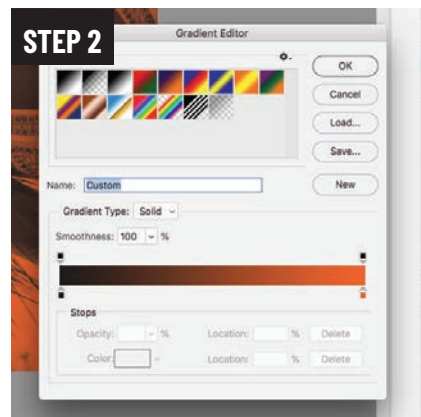 STEP 2
Gradient Editor
OK
Cancel
Load...
Save...
Name: Custom
New
Gradient Type: Solid
Smoothness: 100 %
Stops
Opacity: % Location: % Delete
Color: Location: % Delete